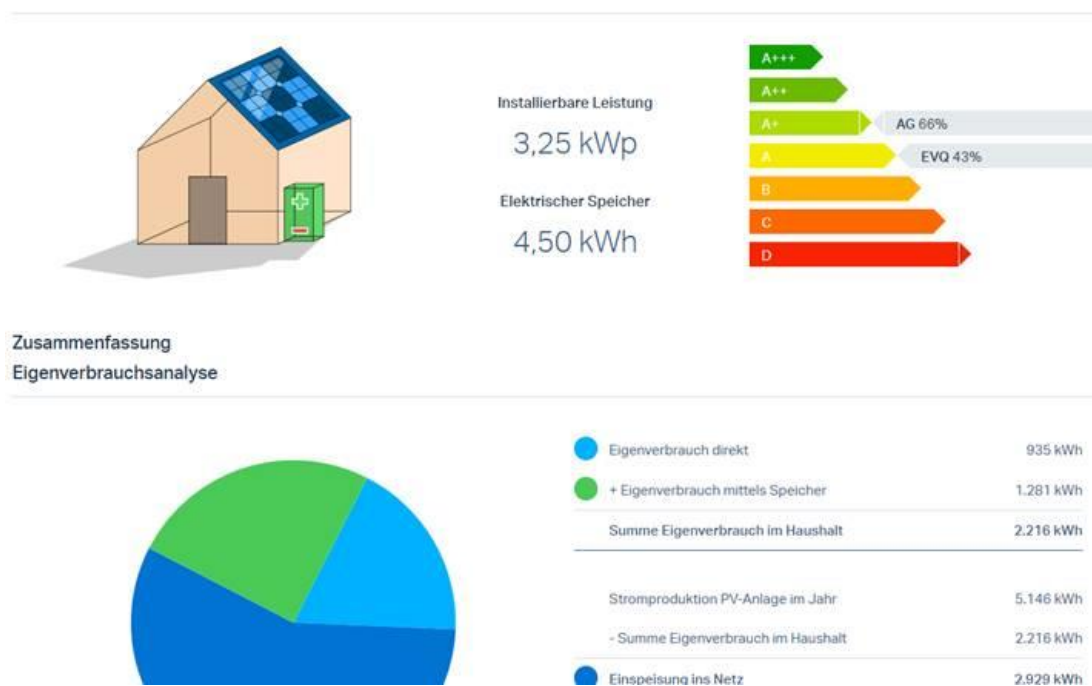 Installierbare Leistung
3,25 kWp
Elektrischer Speicher
4,50 kWh
A+++
A++
A+
AG 66%
A
EVQ 43%
B
C
D
Zusammenfassung
Eigenverbrauchsanalyse
Eigenverbrauch direkt 935 kWh
+ Eigenverbrauch mittels Speicher 1.281 kWh
Summe Eigenverbrauch im Haushalt 2.216 kWh
Stromproduktion PV-Anlage im Jahr 5.146 kWh
- Summe Eigenverbrauch im Haushalt 2.216 kWh
Einspeisung ins Netz 2.929 kWh